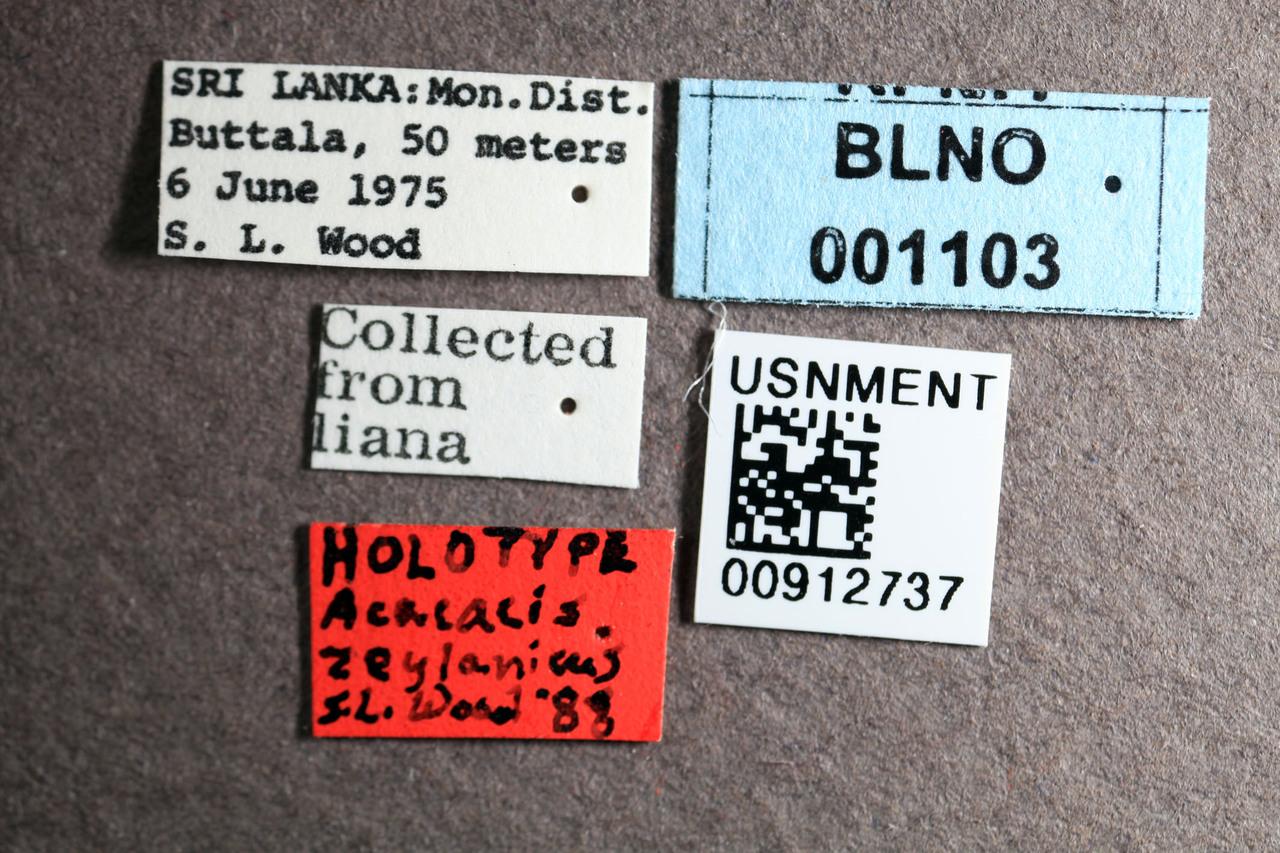 SRI LANKA:Mon.Dist.
Buttala, 50 meters
6 June 1975
S. L. Wood
BLNO
001103
Collected
from
liana
USNMENT
00912737
HOLOTYPE
Acacacis
zeylanicus
S.L. Wood '88